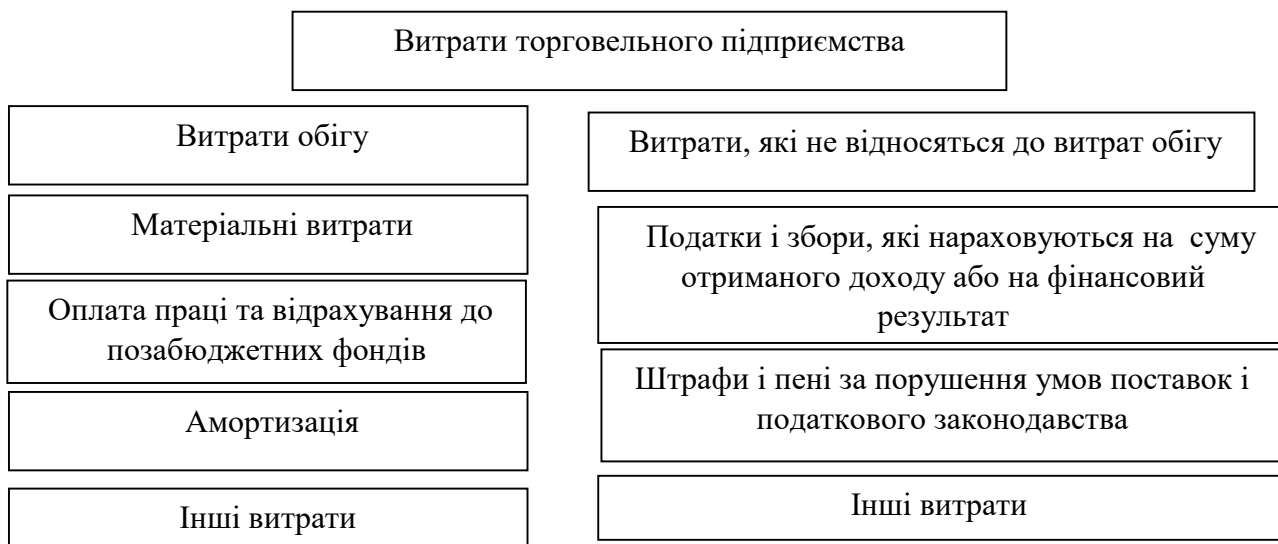 Витрати торговельного підприємства
Витрати обігу
Витрати, які не відносяться до витрат обігу
Матеріальні витрати
Податки і збори, які нараховуються на суму
отриманого доходу або на фінансовий
результат
Оплата праці та відрахування до
позабюджетних фондів
Штрафи і пені за порушення умов поставок і
податкового законодавства
Амортизація
Інші витрати
Інші витрати